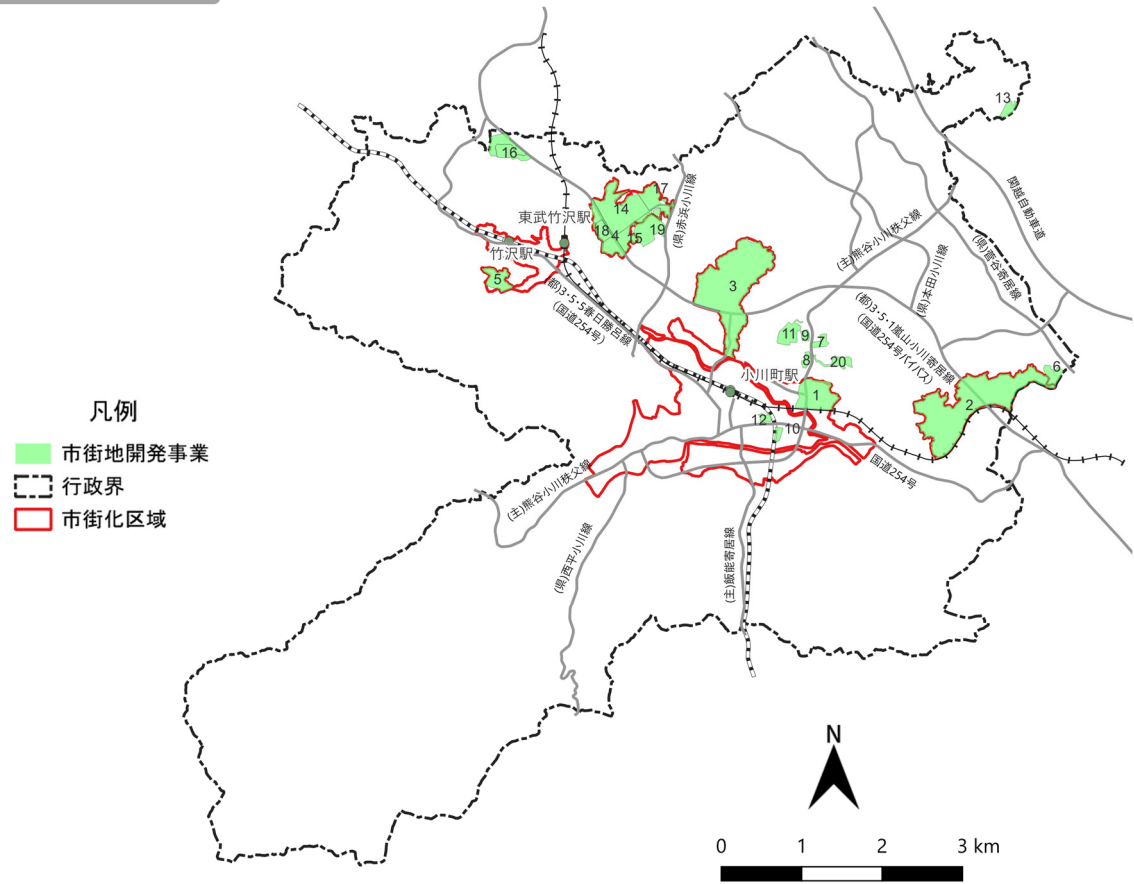 13
関越自動車道
16
17
14
(県)赤浜小川線
東武竹沢駅
18
4
15
19
(主)熊谷小川秩父線
(県)菅谷寄居線
竹沢駅
5
3
(県)本田小川線
(都)3・5・5春日勝呂線
(国道254号)
(都)3・5・1嵐山小川寄居線
(国道254号バイパス)
11
9
7
8
20
6
小川町駅
1
2
12
10
国道254号
(主)熊谷小川秩父線
(県)西平小川線
(主)飯能寄居線
凡例
市街地開発事業
行政界
市街化区域
N
0
1
2
3 km